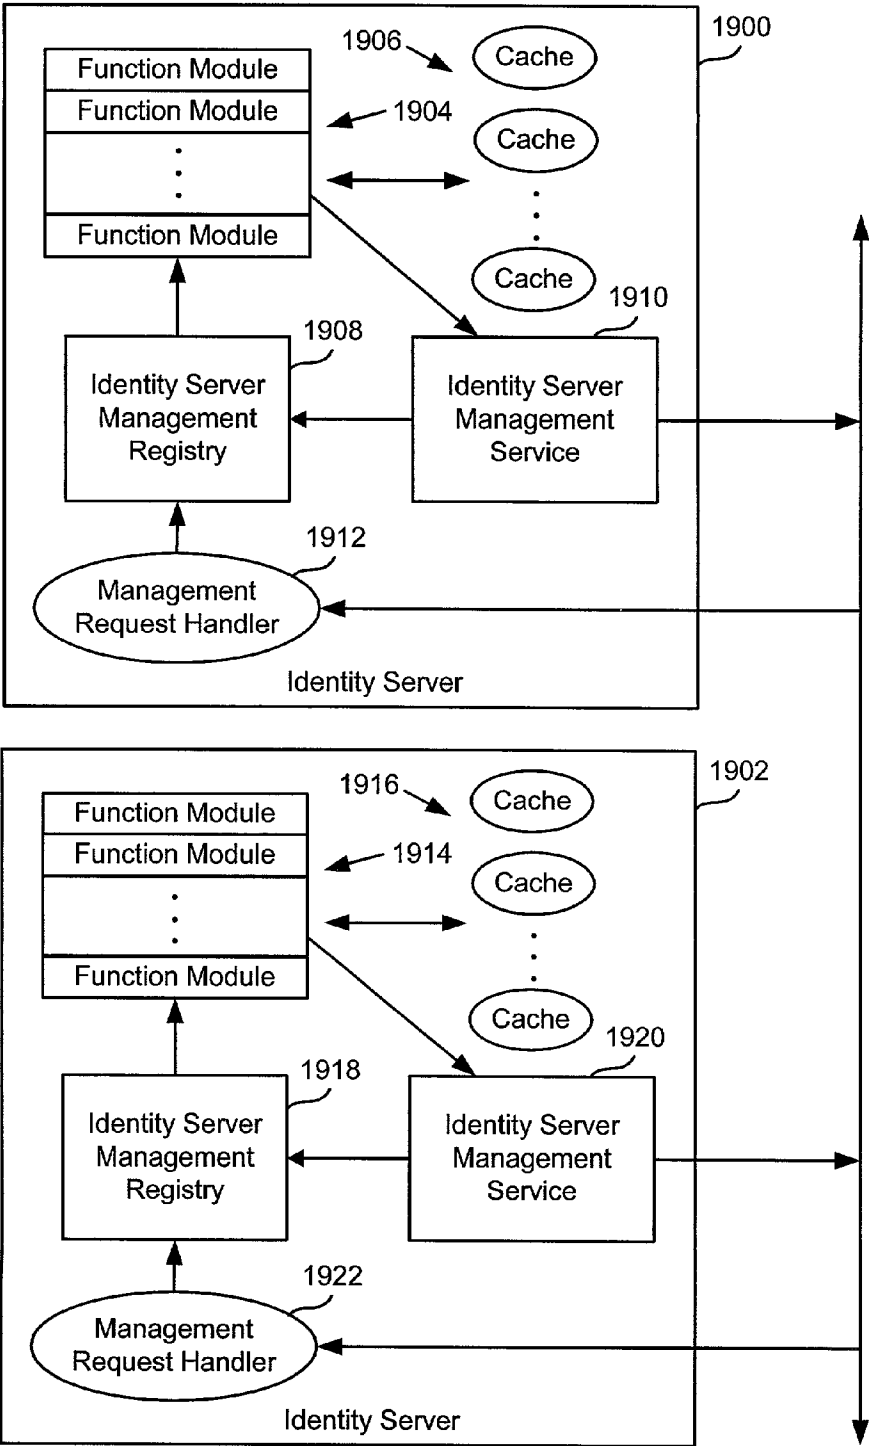 1900
1906
Cache
Function Module
Function Module
1904
Cache
Function Module
Cache
1910
1908
Identity Server
Management
Registry
Identity Server
Management
Service
1912
Management
Request Handler
Identity Server
1902
1916
Cache
Function Module
Function Module
1914
Cache
Function Module
Cache
1920
1918
Identity Server
Management
Registry
Identity Server
Management
Service
1922
Management
Request Handler
Identity Server